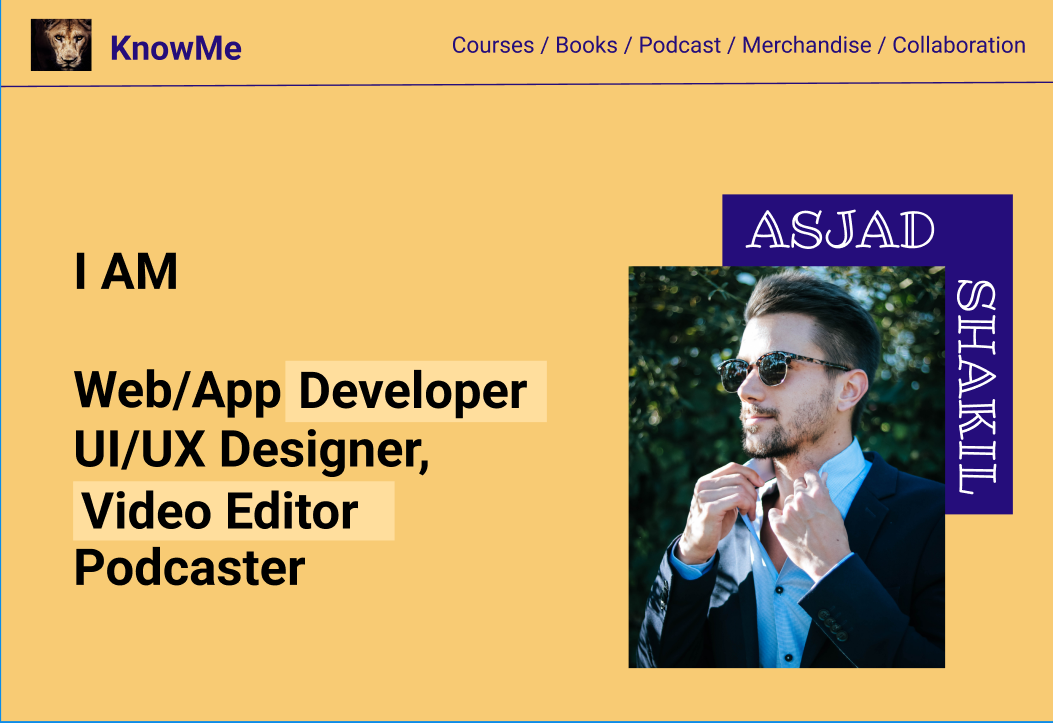 KnowMe
Courses / Books / Podcast / Merchandise / Collaboration
I AM
Web/App Developer
UI/UX Designer,
Video Editor
Podcaster
ASJAD
SHAKIL